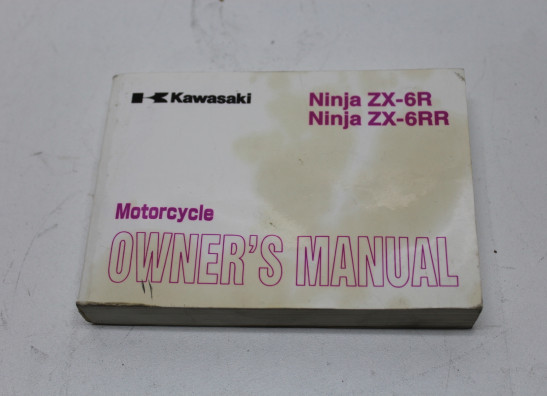 Kawasaki
Ninja ZX-6R
Ninja ZX-6RR
Motorcycle
OWNER'S MANUAL